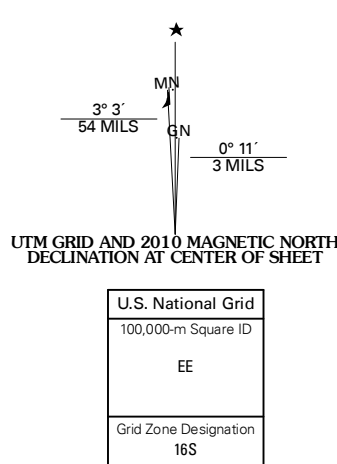 ★
MN
3° 3´
54 MILS
GN
0° 11´
3 MILS
UTM GRID AND 2010 MAGNETIC NORTH
DECLINATION AT CENTER OF SHEET
U.S. National Grid
100,000-m Square ID
EE
Grid Zone Designation
16S